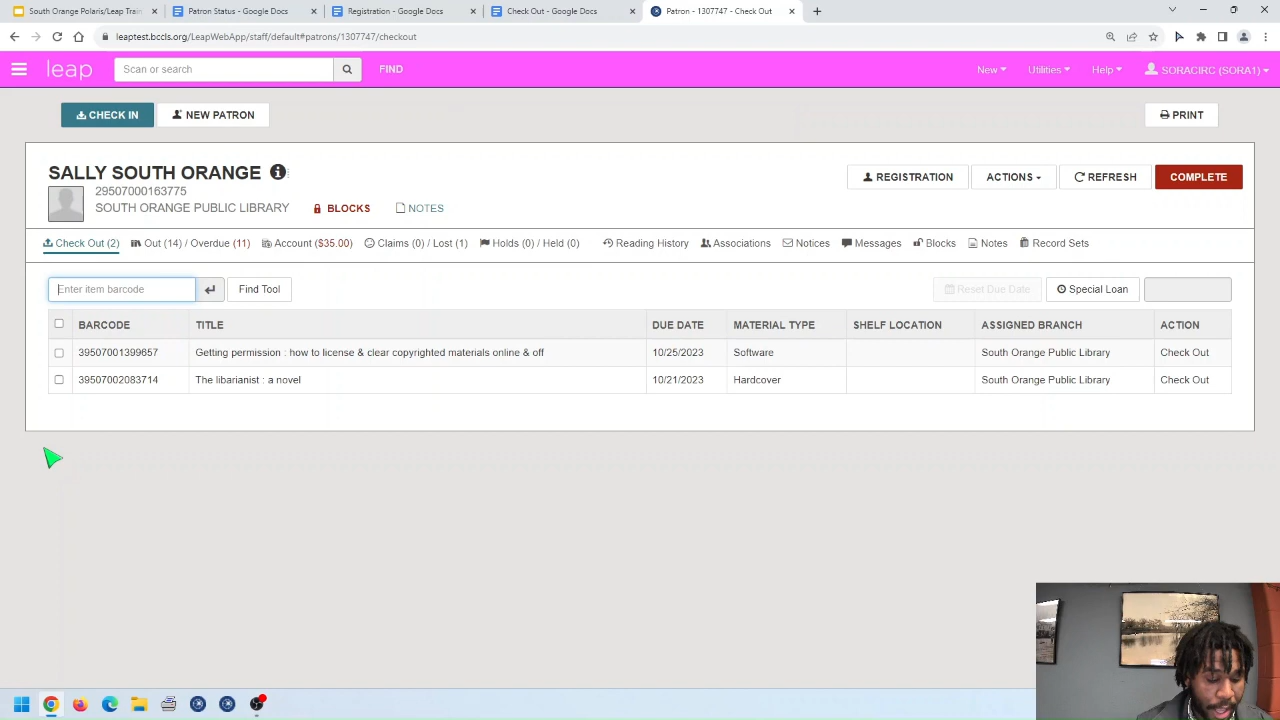 South Orange Polaris/Leap Train
Patron Status - Google Docs
Registration - Google Docs
Check Out - Google Docs
Patron - 1307747 - Check Out
leaptest.bccls.org/LeapWebApp/staff/default#patrons/1307747/checkout
leap
Scan or search
FIND
New
Utilities
Help
SORACIRC (SORA1)
CHECK IN
NEW PATRON
PRINT
SALLY SOUTH ORANGE
29507000163775
SOUTH ORANGE PUBLIC LIBRARY
BLOCKS
NOTES
REGISTRATION
ACTIONS
REFRESH
COMPLETE
Check Out (2)
Out (14) / Overdue (11)
Account ($35.00)
Claims (0) / Lost (1)
Holds (0) / Held (0)
Reading History
Associations
Notices
Messages
Blocks
Notes
Record Sets
Enter item barcode
Find Tool
Reset Due Date
Special Loan
BARCODE TITLE DUE DATE MATERIAL TYPE SHELF LOCATION ASSIGNED BRANCH ACTION
39507001399657 Getting permission : how to license & clear copyrighted materials online & off 10/25/2023 Software South Orange Public Library Check Out
39507002083714 The libarianist : a novel 10/21/2023 Hardcover South Orange Public Library Check Out